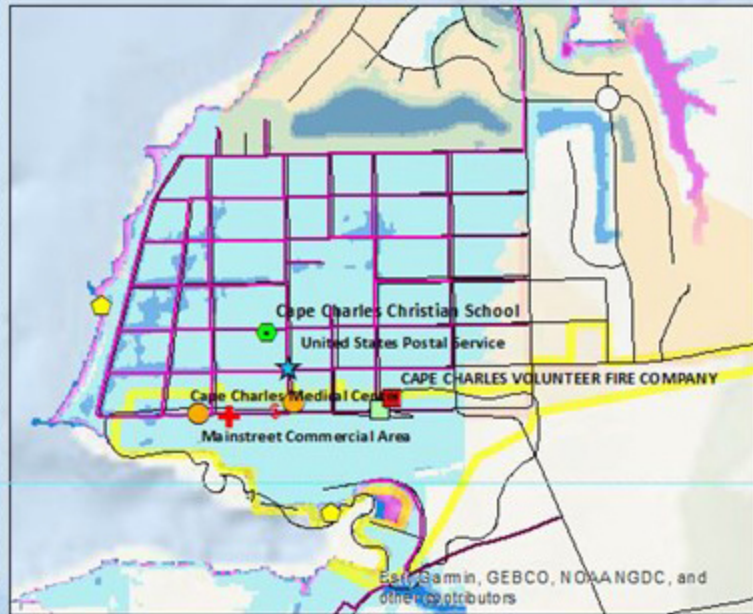 Cape Charles Christian School
United States Postal Service
CAPE CHARLES VOLUNTEER FIRE COMPANY
Cape Charles Medical Center
Mainstreet Commercial Area
Esri, Garmin, GEBCO, NOAA NGDC, and
other contributors